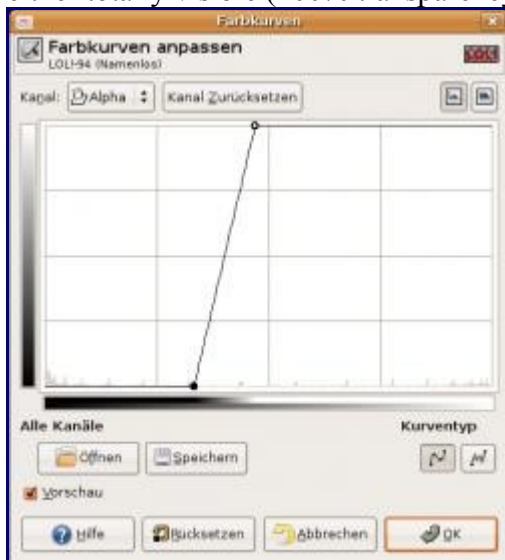 Farbkurven
Farbkurven anpassen
LOLI-94 (Namenlos)
LOLI
Kanal: Alpha
Kanal Zurücksetzen
Alle Kanäle
Kurventyp
Öffnen
Speichern
Vorschau
Hilfe
Rücksetzen
Abbrechen
OK